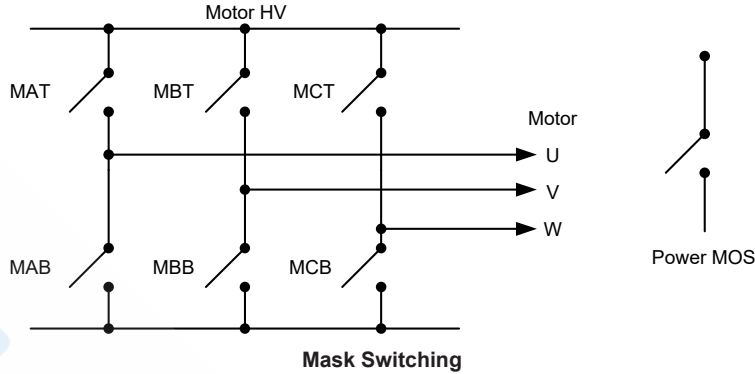 Motor HV
MAT
MBT
MCT
Motor
U
V
W
MAB
MBB
MCB
Power MOS
Mask Switching